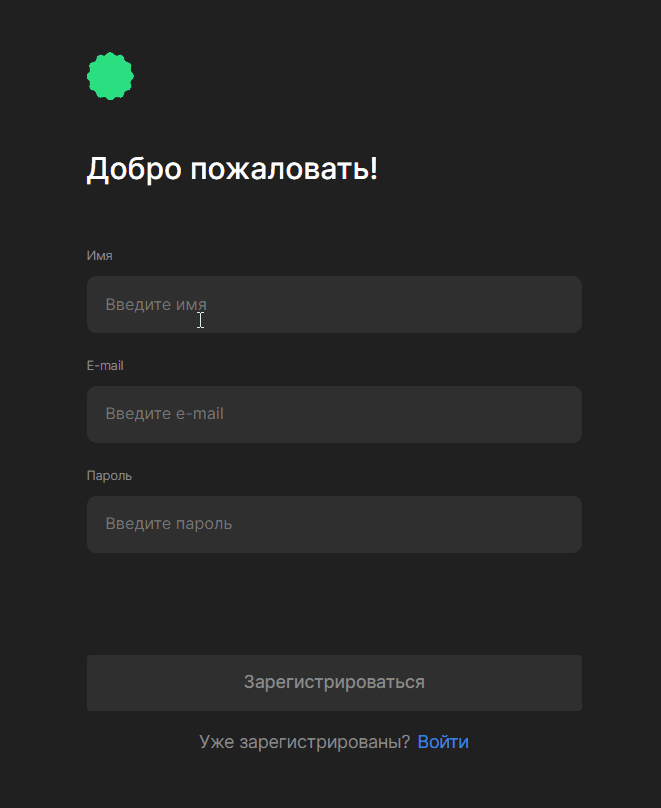 Добро пожаловать!
Имя
Введите имя
E-mail
Введите e-mail
Пароль
Введите пароль
Зарегистрироваться
Уже зарегистрированы? Войти